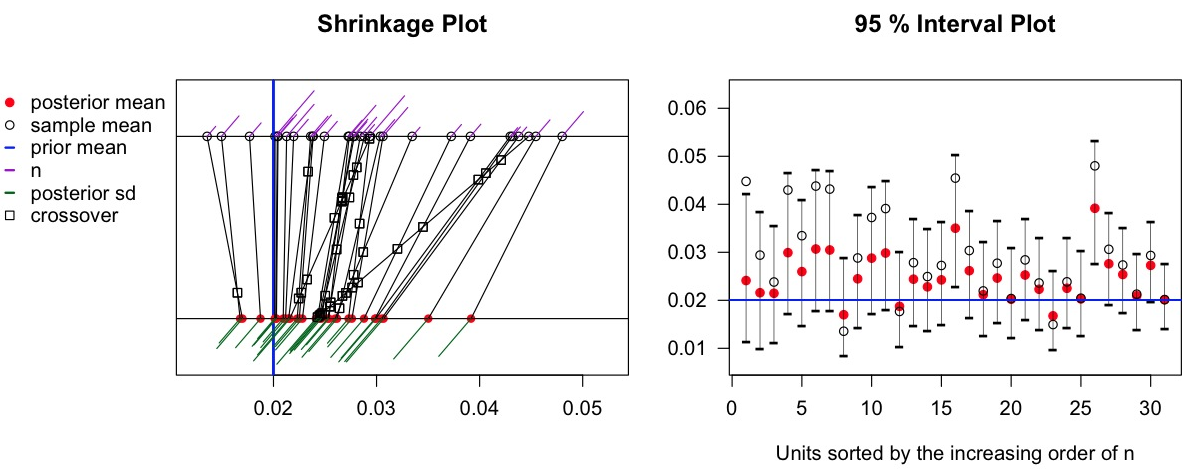 Shrinkage Plot
posterior mean
sample mean
prior mean
n
posterior sd
crossover
0.02 0.03 0.04 0.05
95 % Interval Plot
0.06
0.05
0.04
0.03
0.02
0.01
0 5 10 15 20 25 30
Units sorted by the increasing order of n